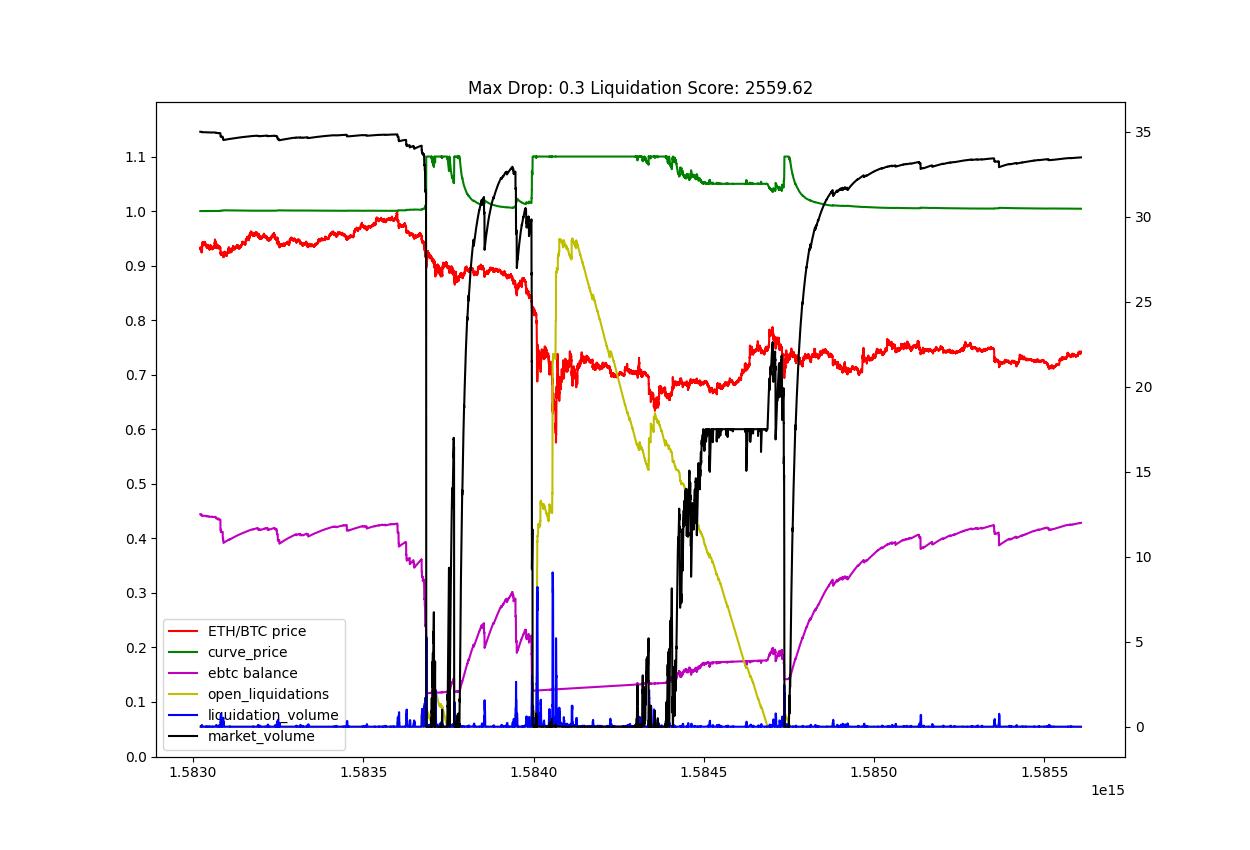 Max Drop: 0.3 Liquidation Score: 2559.62
1.1
1.0
0.9
0.8
0.7
0.6
0.5
0.4
0.3
0.2
0.1
0.0
35
30
25
20
15
10
5
0
ETH/BTC price
curve_price
ebtc balance
open_liquidations
liquidation_volume
market_volume
1.5830 1.5835 1.5840 1.5845 1.5850 1.5855
1e15